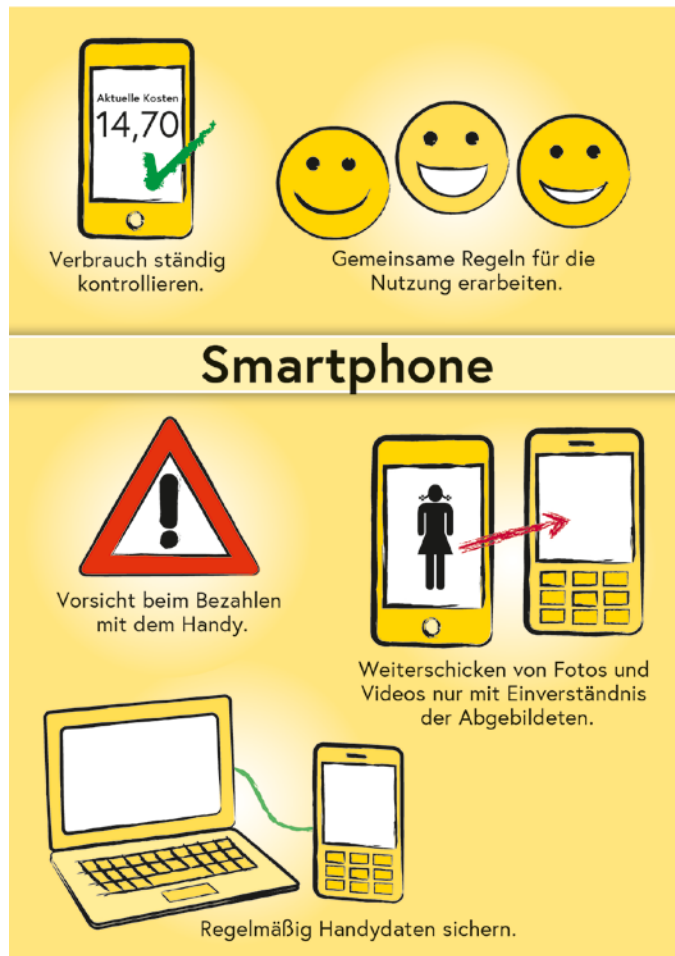 Aktuelle Kosten
14,70
Verbrauch ständig
kontrollieren.
Gemeinsame Regeln für die
Nutzung erarbeiten.
Smartphone
Vorsicht beim Bezahlen
mit dem Handy.
Weiterschicken von Fotos und
Videos nur mit Einverständnis
der Abgebildeten.
Regelmäßig Handydaten sichern.